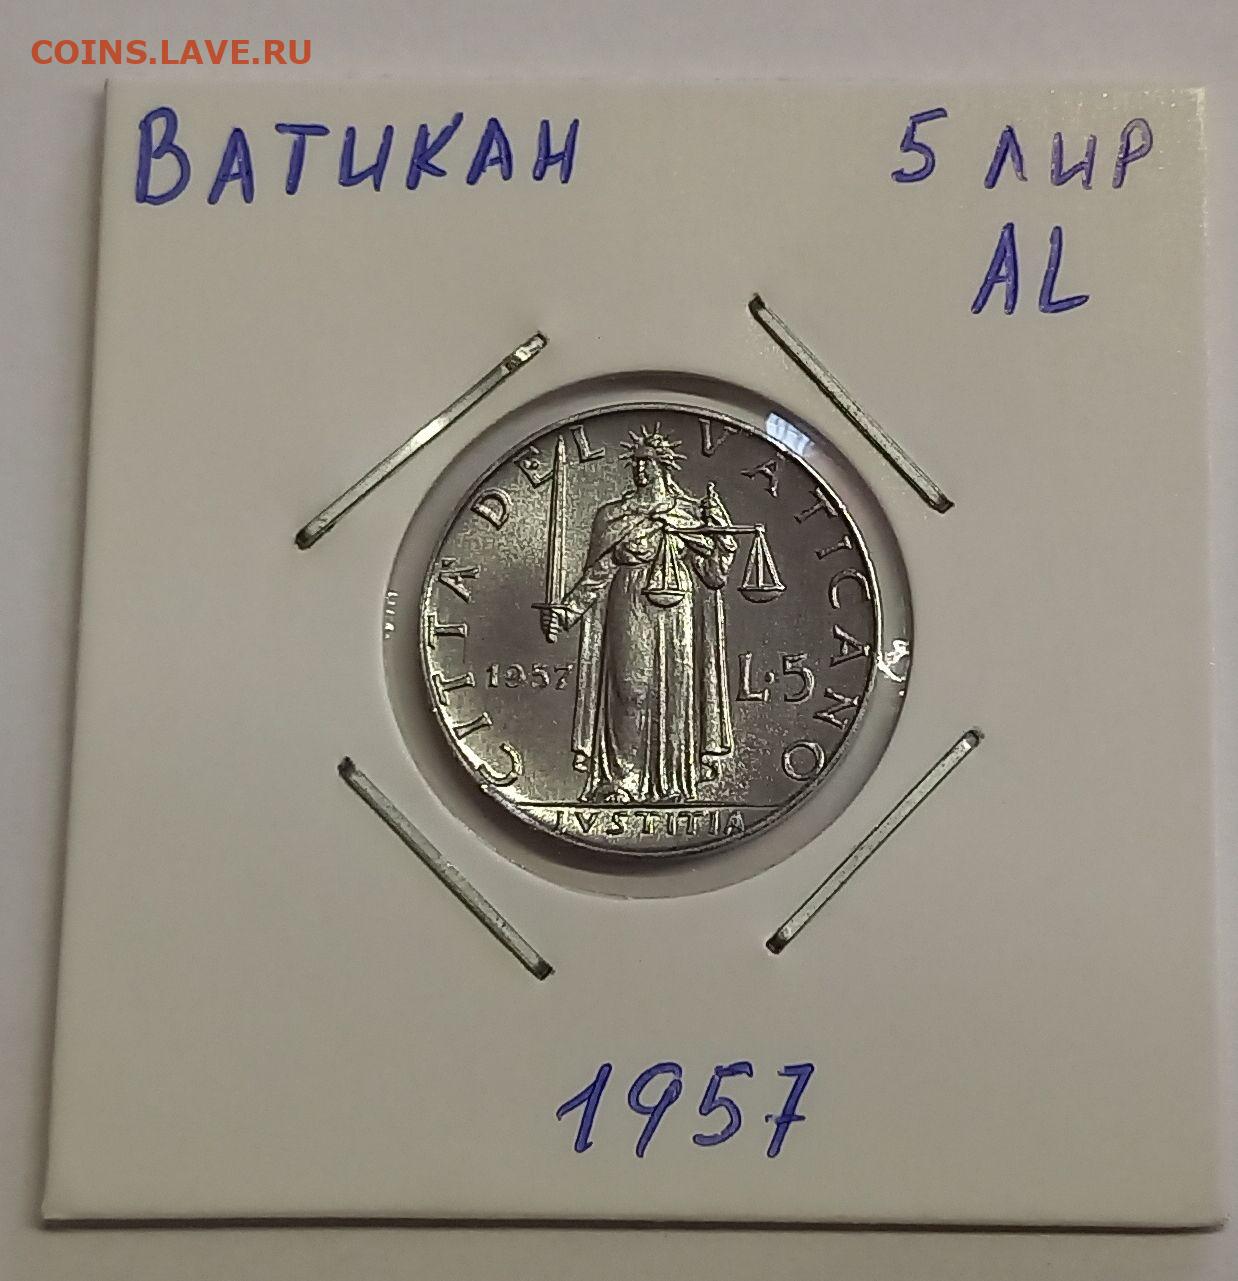 COINS.LAVE.RU
ВАТИКАН 5 ЛИР
AL
CITTA DEL VATICANO
1957 L·5
S
IVSTITIA
1957